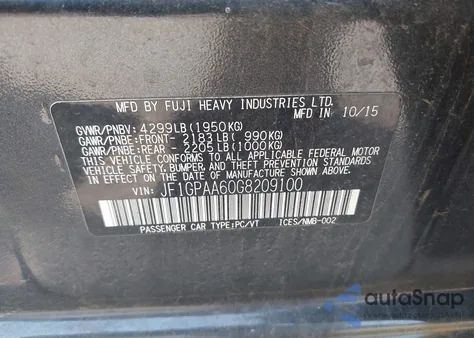 MFD BY FUJI HEAVY INDUSTRIES LTD.
MFD IN 10/15
GVWR/PNBV: 4299LB(1950KG)
GAWR/PNBE:FRONT- 2183LB( 990KG)
GAWR/PNBE:REAR - 2205LB(1000KG)
THIS VEHICLE CONFORMS TO ALL APPLICABLE FEDERAL MOTOR
VEHICLE SAFETY, BUMPER, AND THEFT PREVENTION STANDARDS
IN EFFECT ON THE DATE OF MANUFACTURE SHOWN ABOVE.
VIN: JF1GPAA60G8209100
PASSENGER CAR TYPE:PC/VT ICES/NMB-002
autoSnap